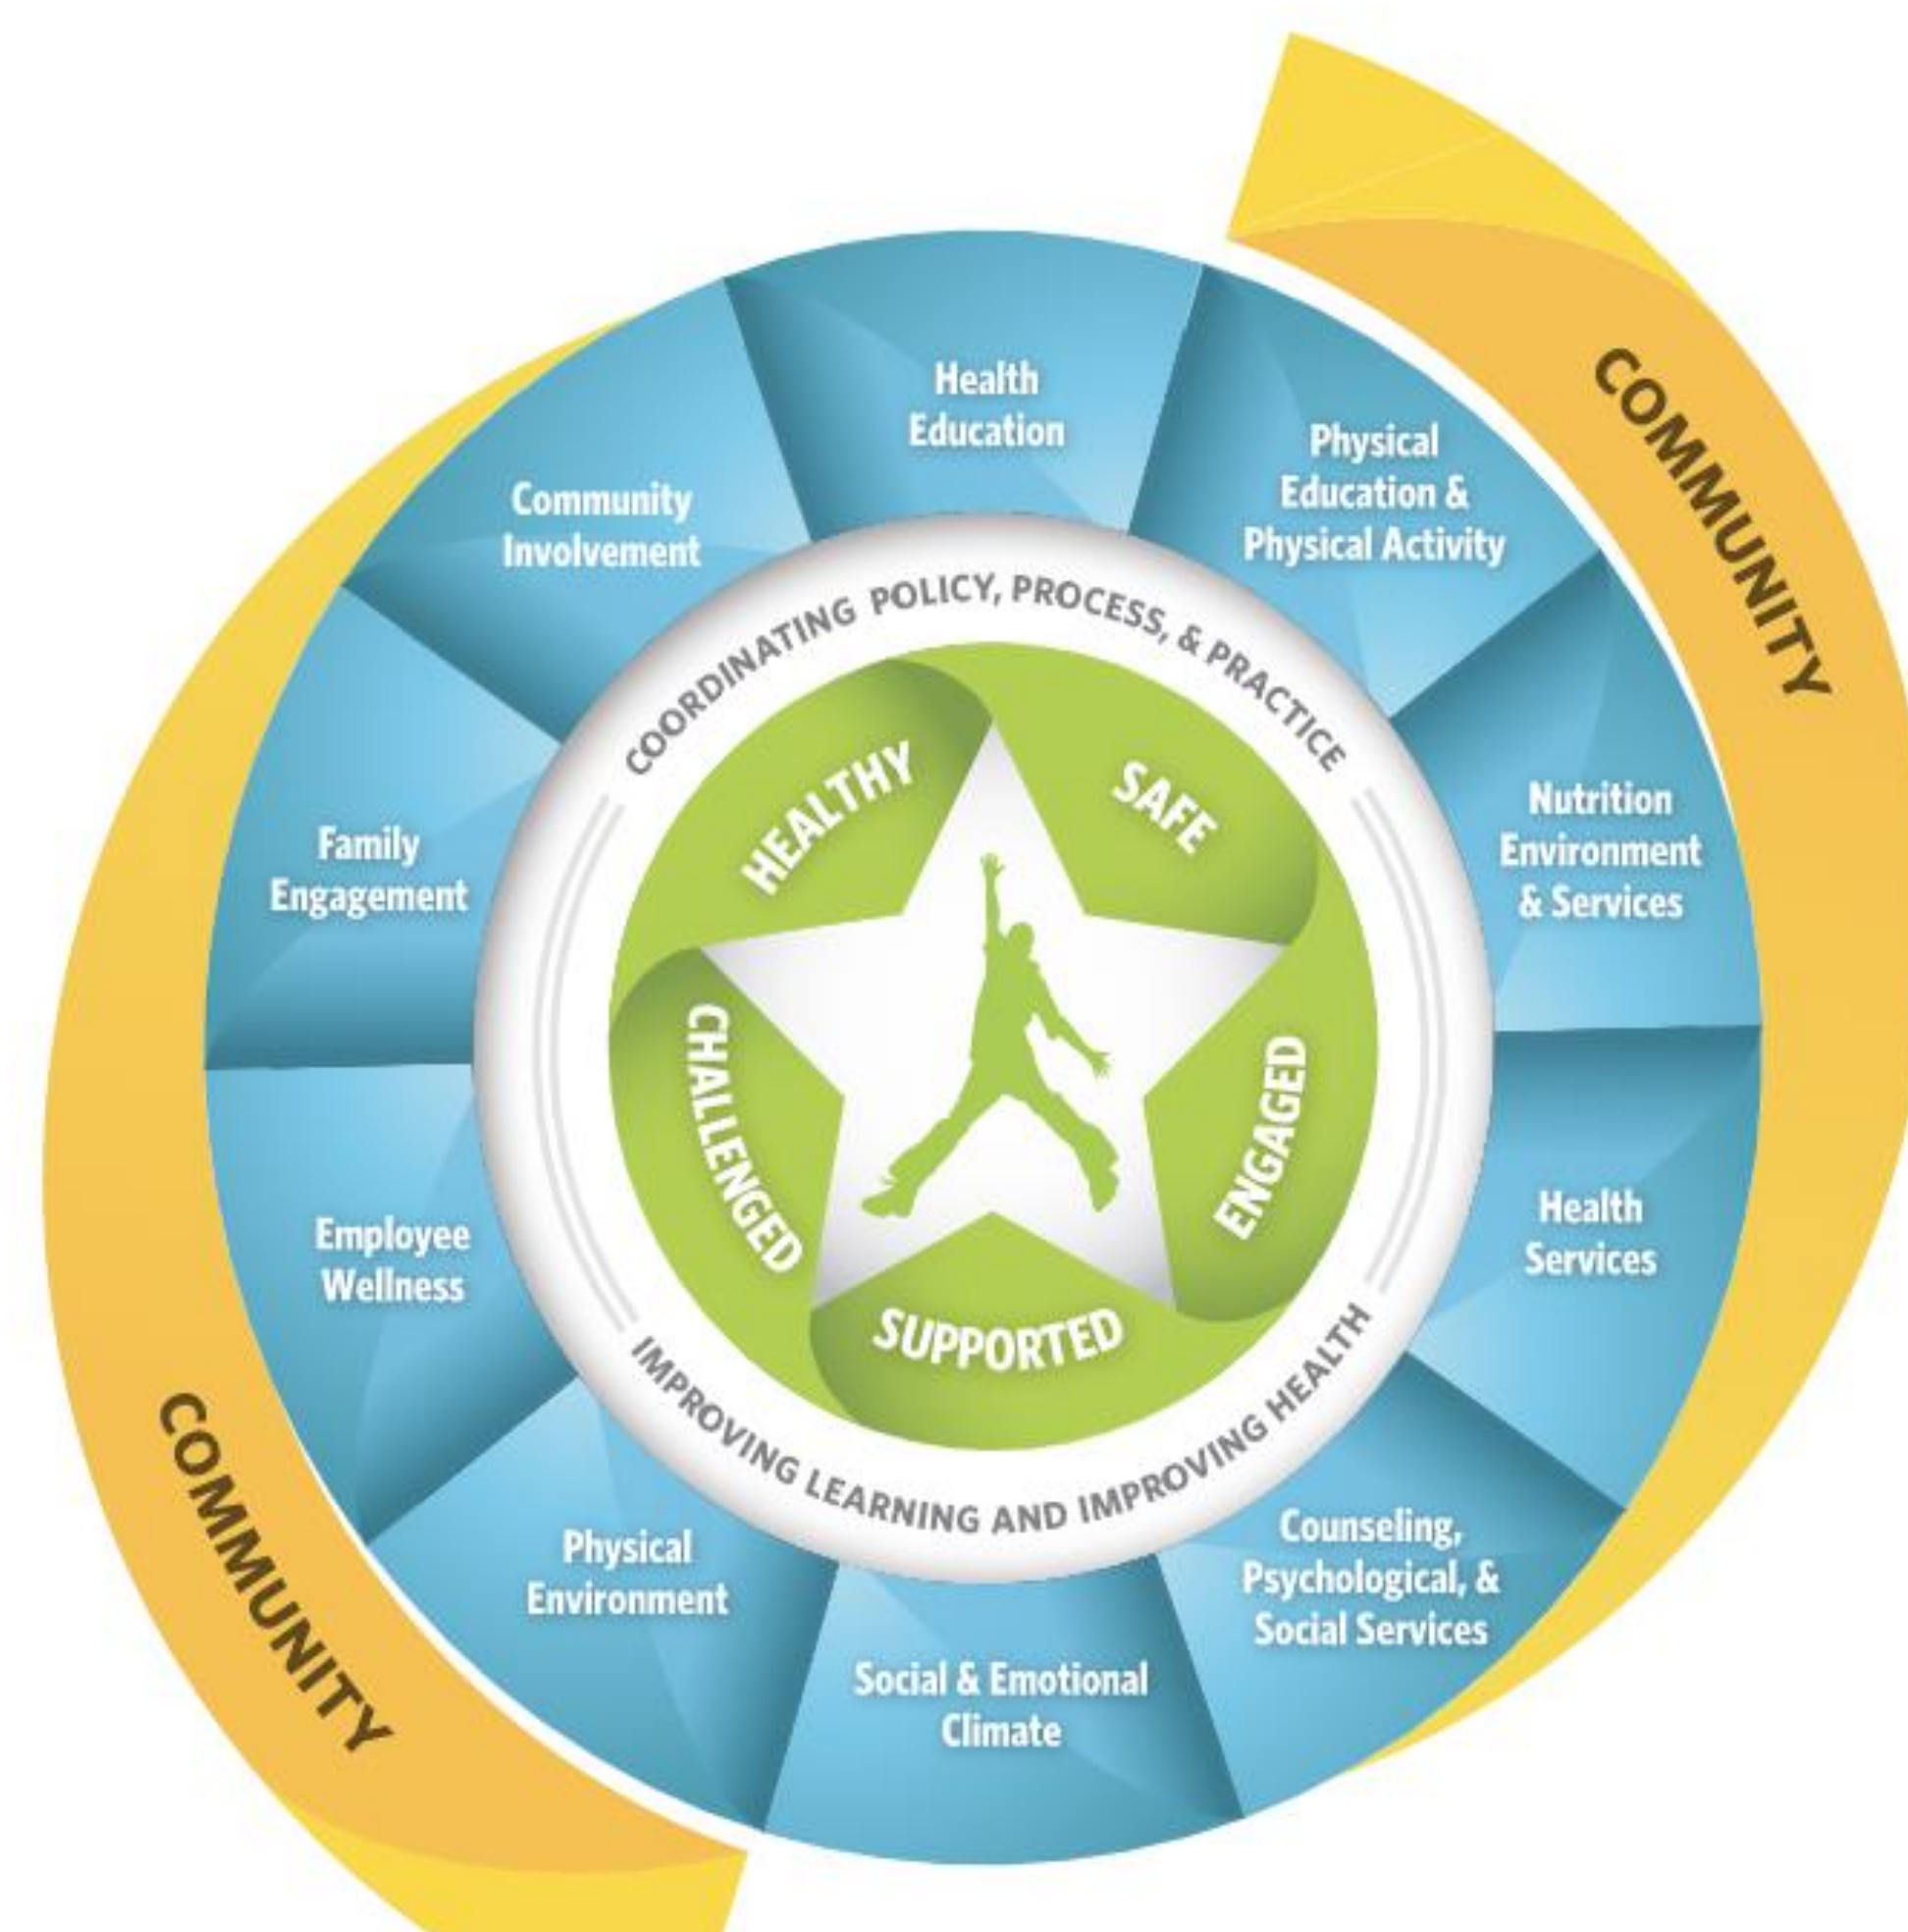 COMMUNITY
Health
Education
Physical
Education &
Physical Activity
Nutrition
Environment
& Services
Health
Services
Counseling,
Psychological, &
Social Services
Social & Emotional
Climate
Physical
Environment
Employee
Wellness
Family
Engagement
Community
Involvement
COORDINATING POLICY, PROCESS, & PRACTICE
IMPROVING LEARNING AND IMPROVING HEALTH
HEALTHY
SAFE
ENGAGED
SUPPORTED
CHALLENGED
COMMUNITY